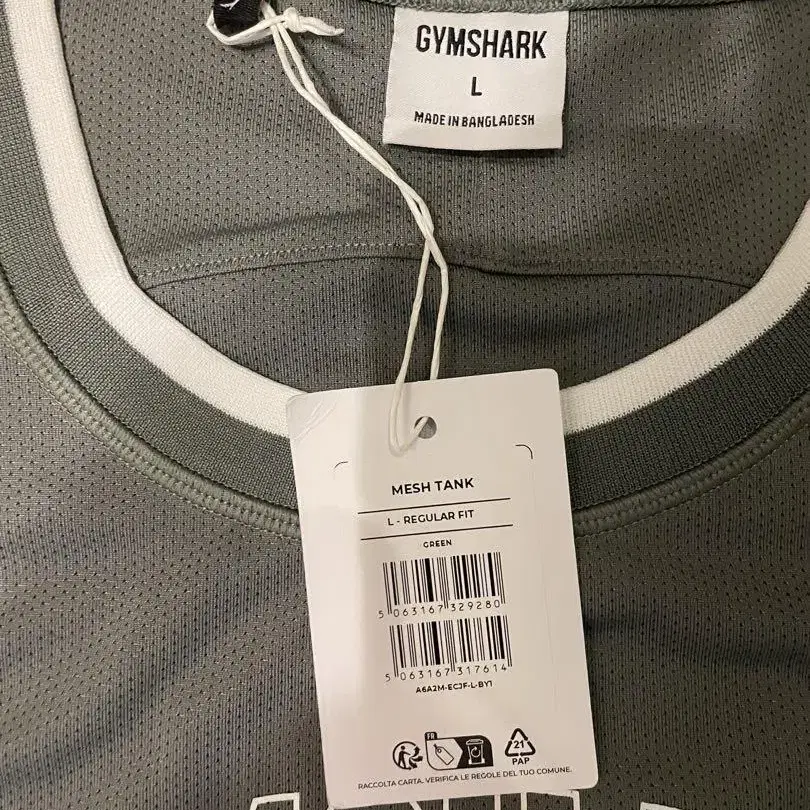 GYMSHARK
L
MADE IN BANGLADESH
MESH TANK
L - REGULAR FIT
GREEN
5 063167 329280
5 063167 317614
A6A2M-ECJF-L-BY1
FR
21
PAP
RACCOLTA CARTA. VERIFICA LE REGOLE DEL TUO COMUNE.